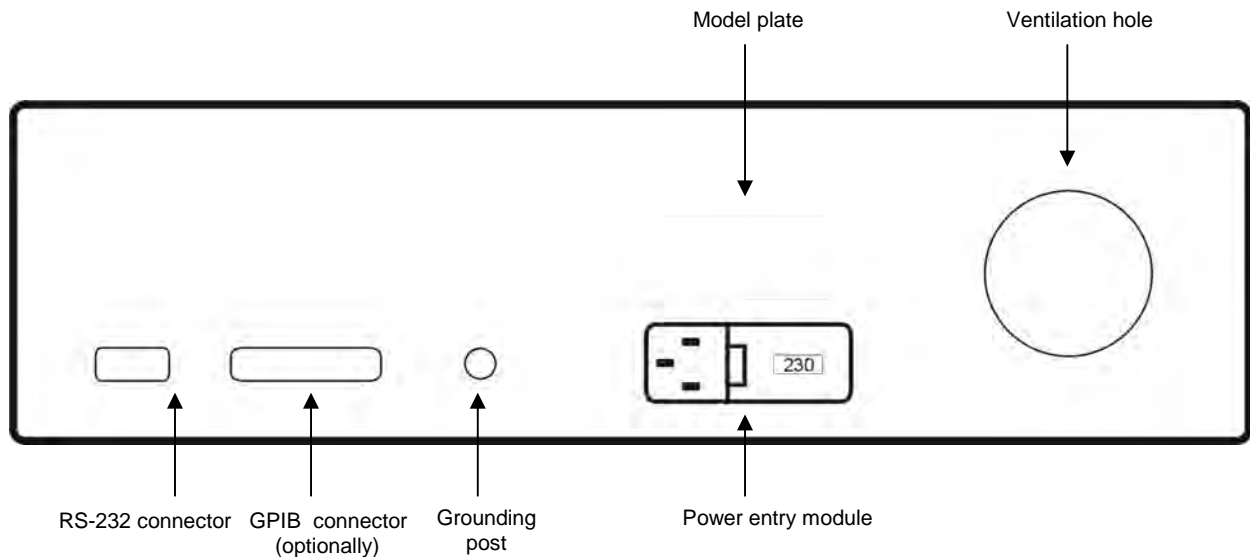 Model plate
Ventilation hole
230
RS-232 connector
GPIB connector
(optionally)
Grounding
post
Power entry module